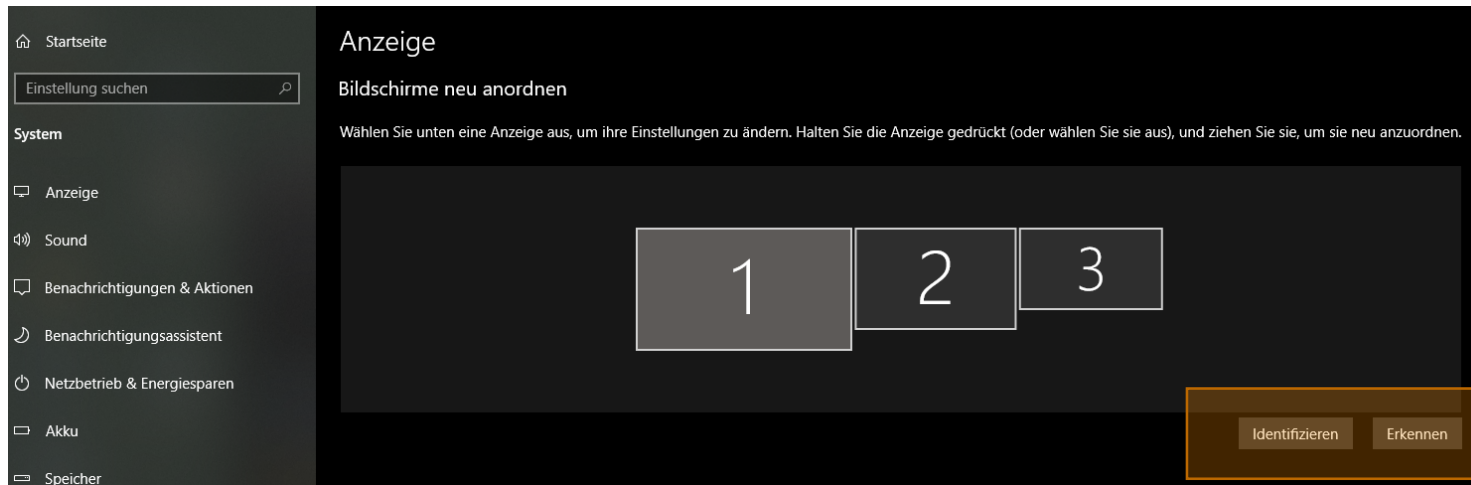 Startseite
Einstellung suchen
System
Anzeige
Sound
Benachrichtigungen & Aktionen
Benachrichtigungsassistent
Netzbetrieb & Energiesparen
Akku
Speicher
Anzeige
Bildschirme neu anordnen
Wählen Sie unten eine Anzeige aus, um ihre Einstellungen zu ändern. Halten Sie die Anzeige gedrückt (oder wählen Sie sie aus), und ziehen Sie sie, um sie neu anzuordnen.
1 2 3
Identifizieren Erkennen